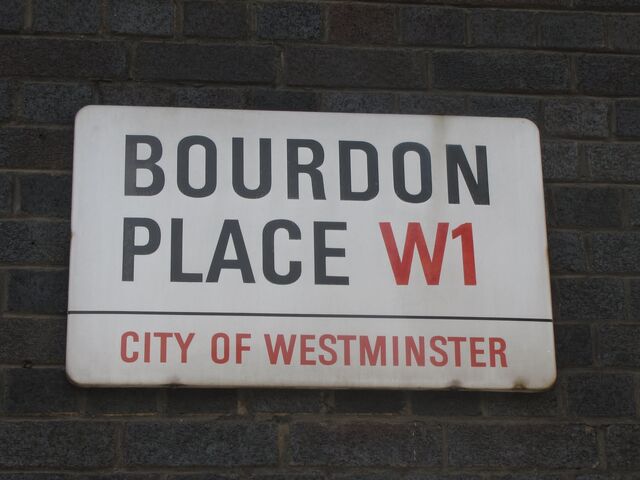 BOURDON
PLACE W1
CITY OF WESTMINSTER